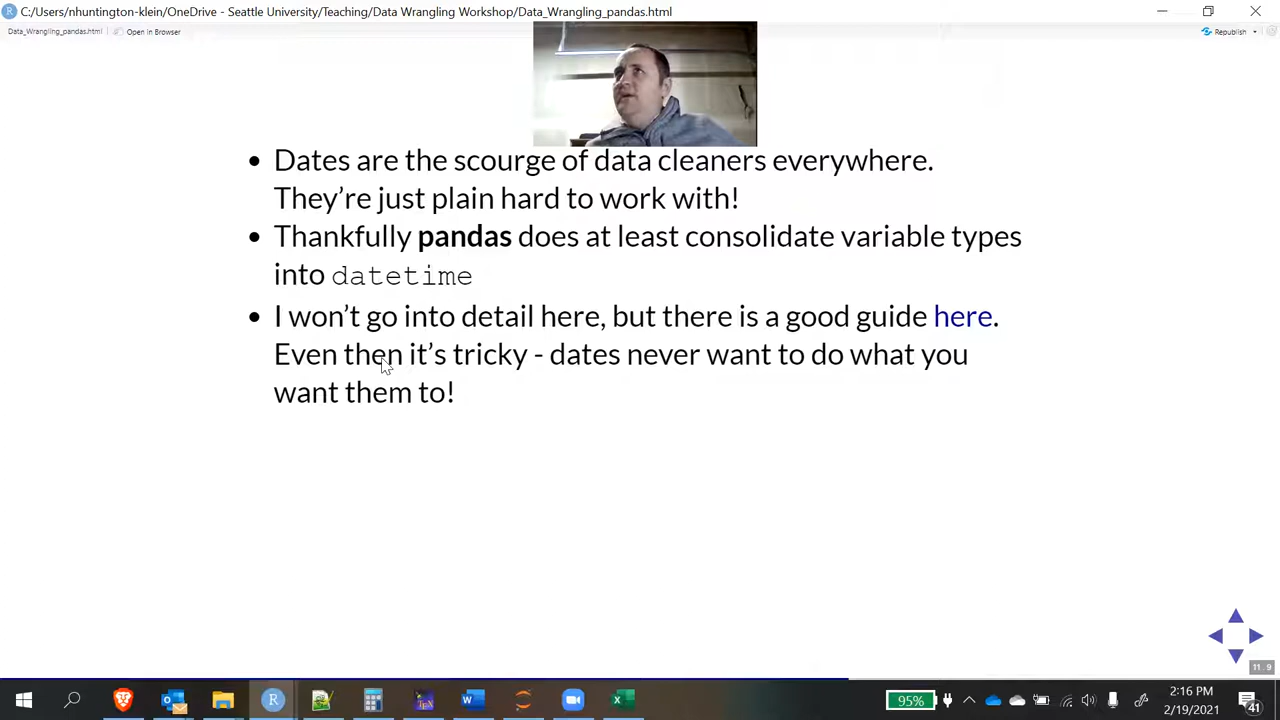 C:/Users/nhuntington-klein/OneDrive - Seattle University/Teaching/Data Wrangling Workshop/Data_Wrangling_pandas.html
Data_Wrangling_pandas.html Open in Browser Republish
Dates are the scourge of data cleaners everywhere.
They’re just plain hard to work with!
Thankfully pandas does at least consolidate variable types
into datetime
I won’t go into detail here, but there is a good guide here.
Even then it’s tricky - dates never want to do what you
want them to!
11.9
95%
2:16 PM
2/19/2021
41